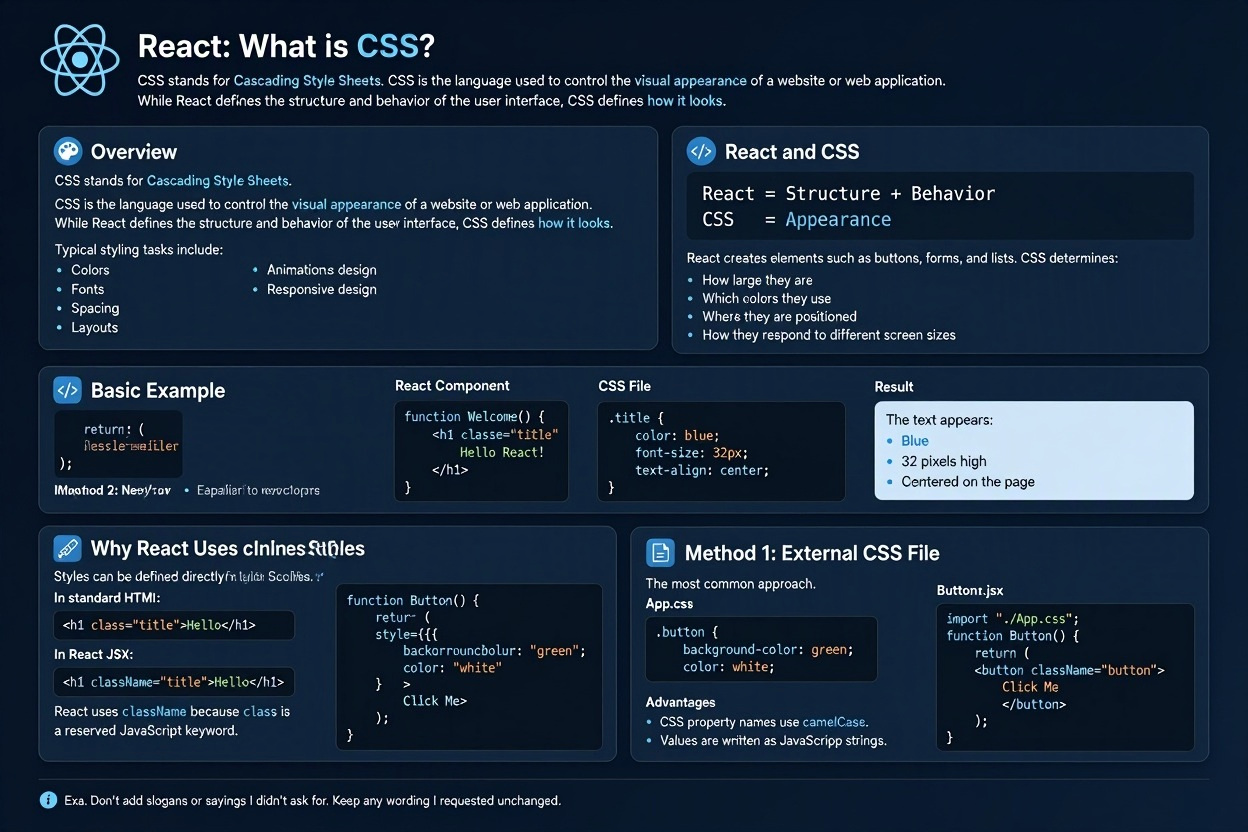 React: What is CSS?
CSS stands for Cascading Style Sheets. CSS is the language used to control the visual appearance of a website or web application.
While React defines the structure and behavior of the user interface, CSS defines how it looks.
Overview
CSS stands for Cascading Style Sheets.
CSS is the language used to control the visual appearance of a website or web application.
While React defines the structure and behavior of the user interface, CSS defines how it looks.
Typical styling tasks include:
• Colors
• Fonts
• Spacing
• Layouts
• Animations design
• Responsive design
</> React and CSS
React = Structure + Behavior
CSS = Appearance
React creates elements such as buttons, forms, and lists. CSS determines:
• How large they are
• Which colors they use
• Where they are positioned
• How they respond to different screen sizes
</> Basic Example
return: (
);
2:
•
React Component
function Welcome() {
<h1 classe="title"
Hello React!
</h1>
}
CSS File
.title {
color: blue;
font-size: 32px;
text-align: center;
}
Result
The text appears:
• Blue
• 32 pixels high
• Centered on the page
Why React Uses
Styles can be defined directly
In standard HTMI:
<h1 class="title">Hello</h1>
In React JSX:
<h1 className="title">Hello</h1>
React uses className because class is
a reserved JavaScript keyword.
function Button() {
retur- (
style={{{
backorrouncbolur: "green";
color: "white"
} >
Click Me>
);
}
Method 1: External CSS File
The most common approach.
App.css
.button {
background-color: green;
color: white;
Advantages
• CSS property names use camelCase.
• Values are written as JavaScripp strings.
Buttonr.jsx
import "./App.css";
function Button() {
return (
<button className="button">
Click Me
</button>
);
}
i Exa. Don't add slogans or sayings I didn't ask for. Keep any wording I requested unchanged.